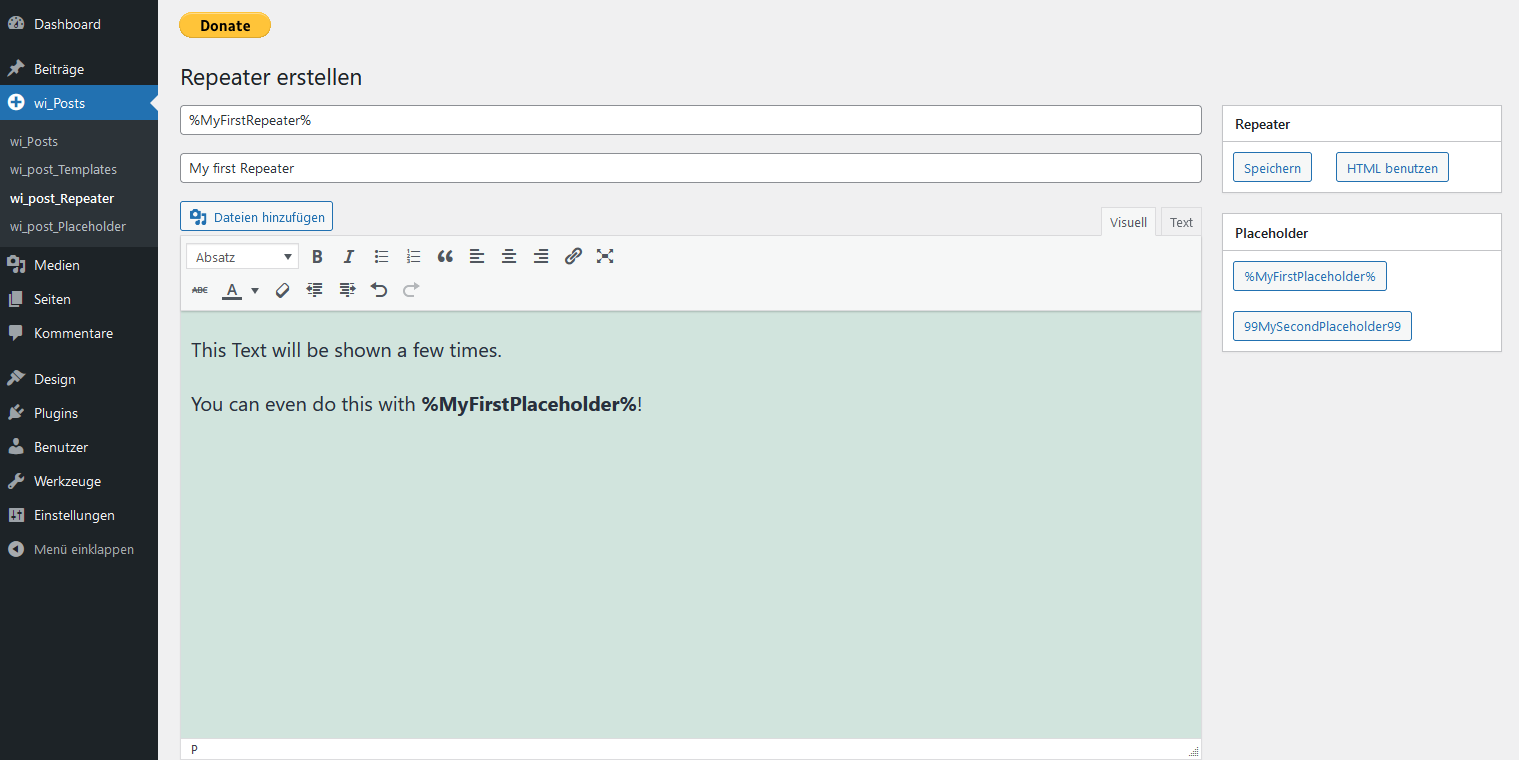 Dashboard
Beiträge
wi_Posts
wi_Posts
wi_post_Templates
wi_post_Repeater
wi_post_Placeholder
Medien
Seiten
Kommentare
Design
Plugins
Benutzer
Werkzeuge
Einstellungen
Menü einklappen
Donate
Repeater erstellen
%MyFirstRepeater%
My first Repeater
Dateien hinzufügen
Visuell
Text
Absatz
B I
ABC A
This Text will be shown a few times.
You can even do this with %MyFirstPlaceholder%!
P
Repeater
Speichern
HTML benutzen
Placeholder
%MyFirstPlaceholder%
99MySecondPlaceholder99